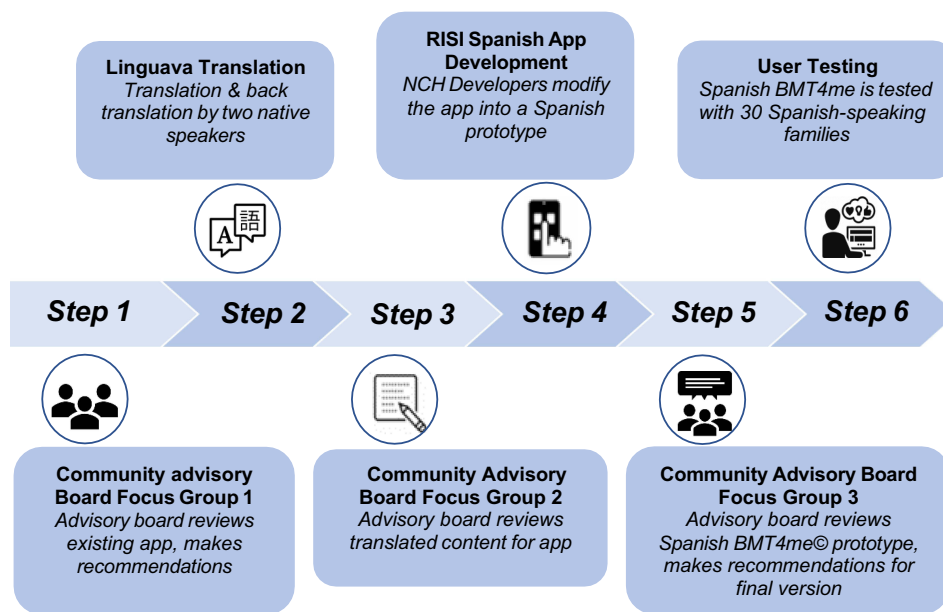 Linguava Translation
Translation & back
translation by two native
speakers
RISI Spanish App
Development
NCH Developers modify
the app into a Spanish
prototype
User Testing
Spanish BMT4me is tested
with 30 Spanish-speaking
families
A 語
Step 1
Step 2
Step 3
Step 4
Step 5
Step 6
Community advisory
Board Focus Group 1
Advisory board reviews
existing app, makes
recommendations
Community Advisory
Board Focus Group 2
Advisory board reviews
translated content for app
Community Advisory Board
Focus Group 3
Advisory board reviews
Spanish BMT4me© prototype,
makes recommendations for
final version